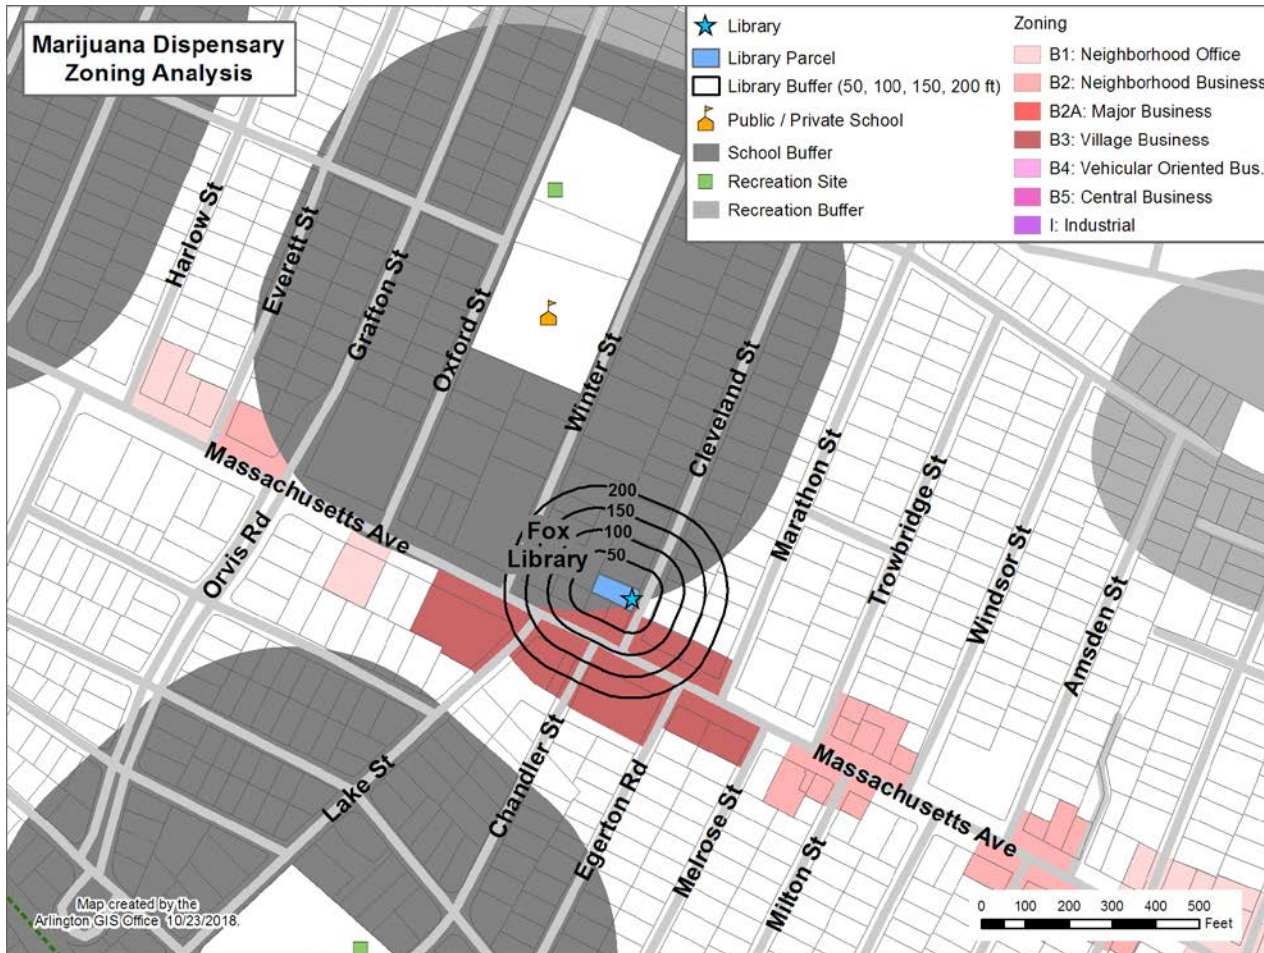 Marijuana Dispensary
Zoning Analysis
Library
Library Parcel
Library Buffer (50, 100, 150, 200 ft)
Public / Private School
School Buffer
Recreation Site
Recreation Buffer
Zoning
B1: Neighborhood Office
B2: Neighborhood Business
B2A: Major Business
B3: Village Business
B4: Vehicular Oriented Bus.
B5: Central Business
I: Industrial
Harlow St
Everett St
Grafton St
Oxford St
Winter St
Cleveland St
Marathon St
Trowbridge St
Windsor St
Amsden St
Massachusetts Ave
Orvis Rd
200
150
100
50
Fox
Library
Lake St
Chandler St
Egerton Rd
Melrose St
Milton St
Massachusetts Ave
Map created by the
Arlington GIS Office 10/23/2018.
0 100 200 300 400 500
Feet